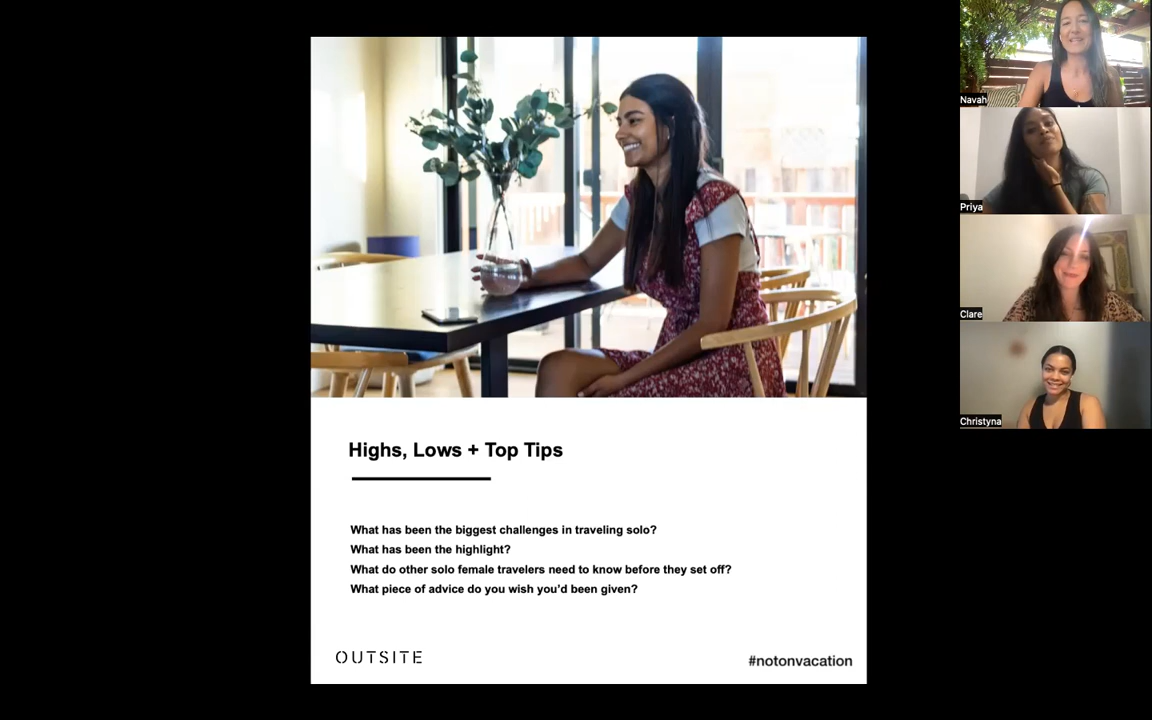 Highs, Lows + Top Tips
What has been the biggest challenges in traveling solo?
What has been the highlight?
What do other solo female travelers need to know before they set off?
What piece of advice do you wish you'd been given?
OUTSITE
#notonvacation
Navah
Priya
Clare
Christyna